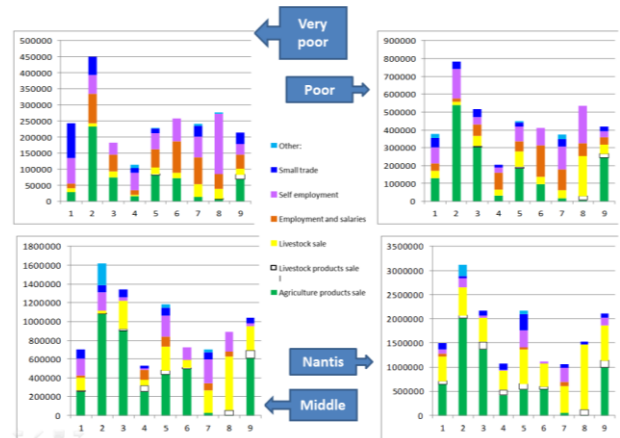 Very
poor
Poor
500000
450000
400000
350000
300000
250000
200000
150000
100000
50000
0
1 2 3 4 5 6 7 8 9
900000
800000
700000
600000
500000
400000
300000
200000
100000
0
1 2 3 4 5 6 7 8 9
Other:
Small trade
Self employment
Employment and salaries
Livestock sale
Livestock products sale
Agriculture products sale
1800000
1600000
1400000
1200000
1000000
800000
600000
400000
200000
0
1 2 3 4 5 6 7 8 9
3500000
3000000
2500000
2000000
1500000
1000000
500000
0
1 2 3 4 5 6 7 8 9
Nantis
Middle